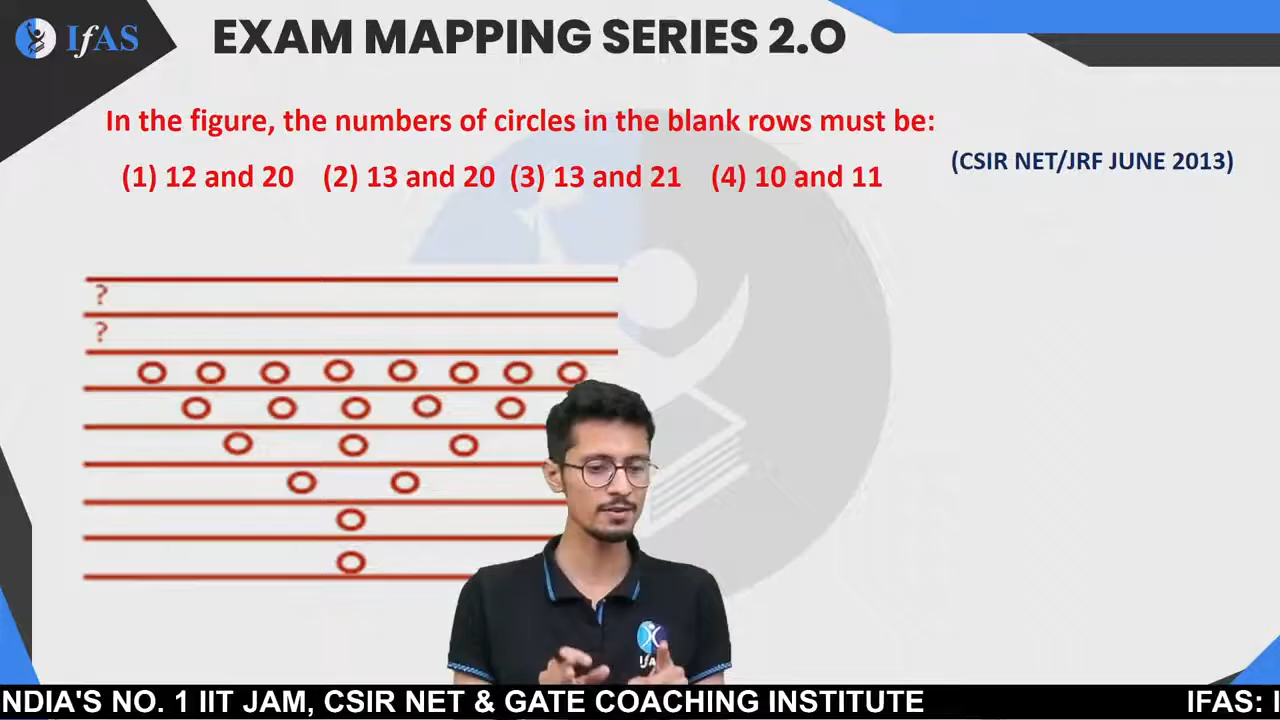 IfAS
EXAM MAPPING SERIES 2.0
In the figure, the numbers of circles in the blank rows must be:
(CSIR NET/JRF JUNE 2013)
(1) 12 and 20 (2) 13 and 20 (3) 13 and 21 (4) 10 and 11
?
?
IfAS
NDIA'S NO. 1 IIT JAM, CSIR NET & GATE COACHING INSTITUTE IFAS: I